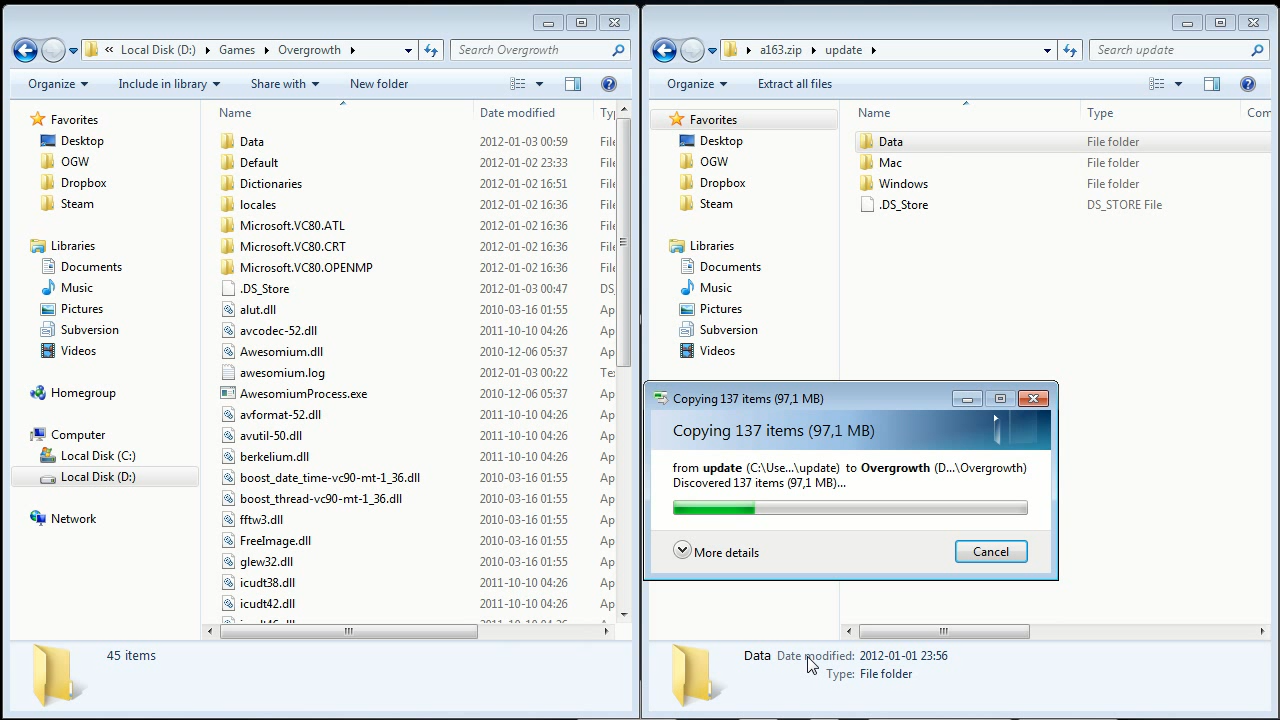 Local Disk (D:) Games Overgrowth
Search Overgrowth
Organize Include in library Share with New folder
Favorites
Desktop
OGW
Dropbox
Steam
Libraries
Documents
Music
Pictures
Subversion
Videos
Homegroup
Computer
Local Disk (C:)
Local Disk (D:)
Network
Name Date modified
Data 2012-01-03 00:59
Default 2012-01-02 23:33
Dictionaries 2012-01-02 16:51
locales 2012-01-02 16:36
Microsoft.VC80.ATL 2012-01-02 16:36
Microsoft.VC80.CRT 2012-01-02 16:36
Microsoft.VC80.OPENMP 2012-01-02 16:36
.DS_Store 2012-01-03 00:47
alut.dll 2010-03-16 01:55
avcodec-52.dll 2011-10-10 04:26
Awesomium.dll 2010-12-06 05:37
awesomium.log 2012-01-03 00:22
AwesomiumProcess.exe 2010-12-06 05:37
avformat-52.dll 2011-10-10 04:26
avutil-50.dll 2011-10-10 04:26
berkelium.dll 2011-10-10 04:26
boost_date_time-vc90-mt-1_36.dll 2010-03-16 01:55
boost_thread-vc90-mt-1_36.dll 2010-03-16 01:55
fftw3.dll 2010-03-16 01:55
FreeImage.dll 2010-03-16 01:55
glew32.dll 2010-03-16 01:55
icudt38.dll 2011-10-10 04:26
icudt42.dll 2011-10-10 04:26
45 items
a163.zip update
Search update
Organize Extract all files
Favorites
Desktop
OGW
Dropbox
Steam
Libraries
Documents
Music
Pictures
Subversion
Videos
Name Type
Data File folder
Mac File folder
Windows File folder
.DS_Store DS_STORE File
Copying 137 items (97,1 MB)
Copying 137 items (97,1 MB)
from update (C:\Use...\update) to Overgrowth (D...\Overgrowth)
Discovered 137 items (97,1 MB)...
More details Cancel
Data Date modified: 2012-01-01 23:56
Type: File folder